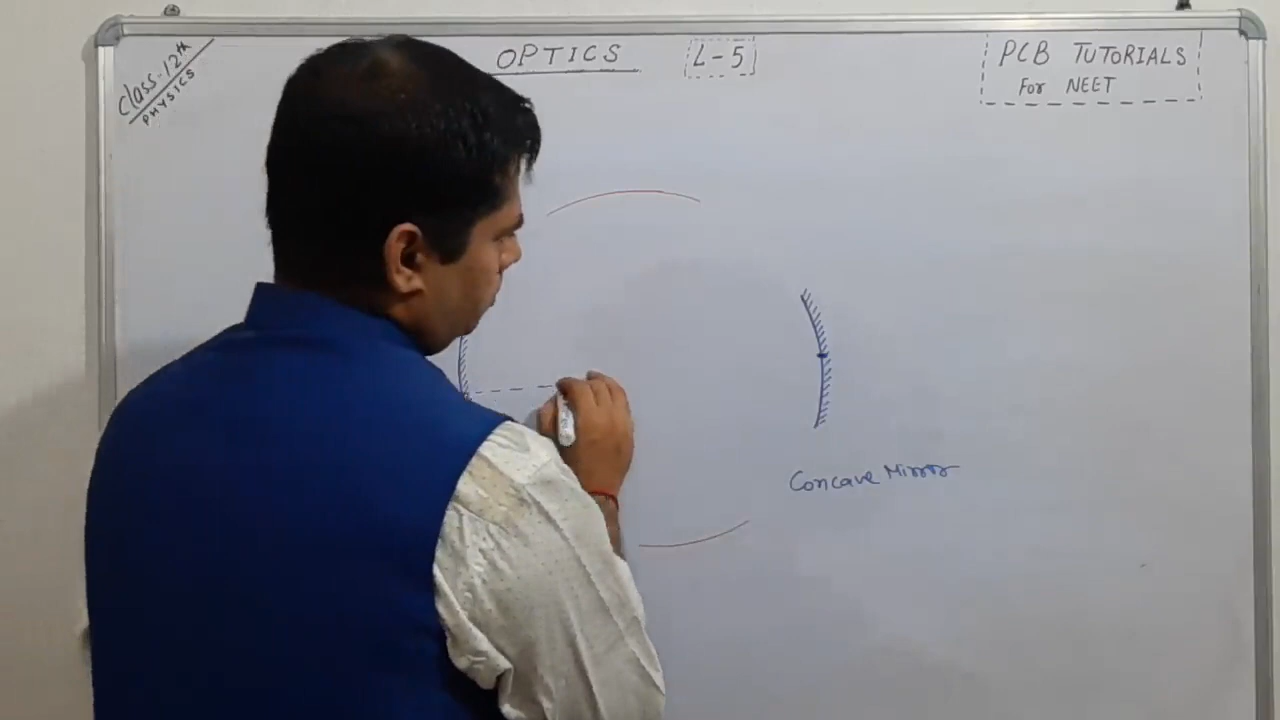 Class-12th
PHYSICS
OPTICS L-5
PCB TUTORIALS
For NEET
Concave Mirror